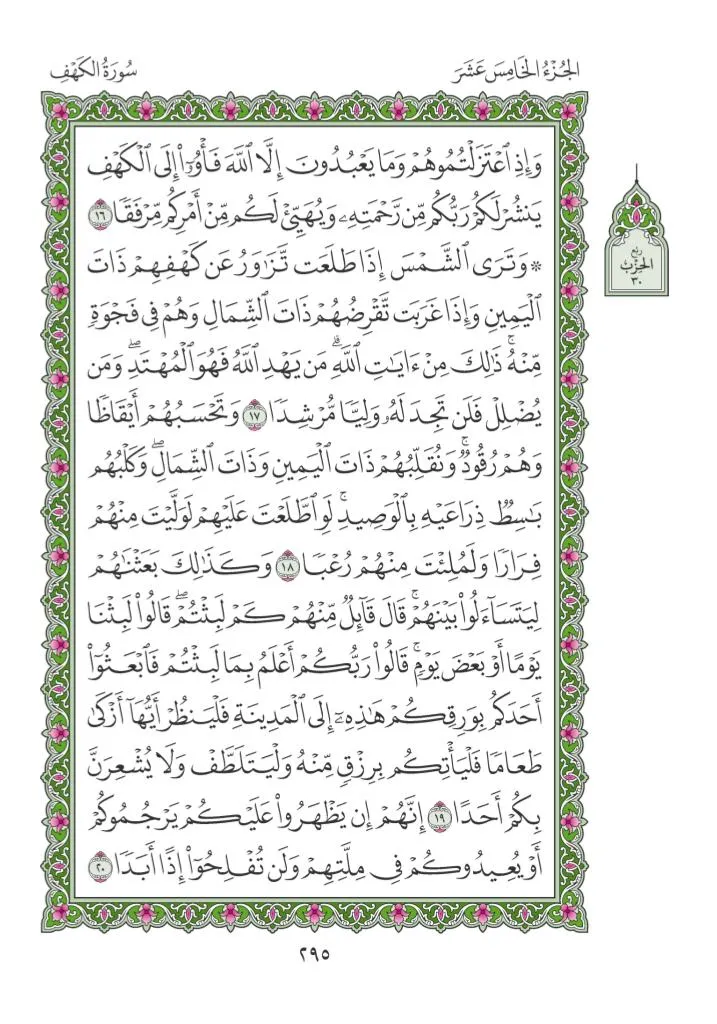 الجُزْءُ الخَامِسَ عَشَرَ
سُورَةُ الكَهْفِ
وَإِذِ ٱعْتَزَلْتُمُوهُمْ وَمَا يَعْبُدُونَ إِلَّا ٱللَّهَ فَأْوُۥٓاْ إِلَى ٱلْكَهْفِ
يَنشُرْ لَكُمْ رَبُّكُم مِّن رَّحْمَتِهِۦ وَيُهَيِّئْ لَكُم مِّنْ أَمْرِكُم مِّرْفَقًا ١٦
* وَتَرَى ٱلشَّمْسَ إِذَا طَلَعَت تَّزَٰوَرُ عَن كَهْفِهِمْ ذَاتَ
ٱلْيَمِينِ وَإِذَا غَرَبَت تَّقْرِضُهُمْ ذَاتَ ٱلشِّمَالِ وَهُمْ فِى فَجْوَةٍ
مِّنْهُ ۚ ذَٰلِكَ مِنْ ءَايَٰتِ ٱللَّهِ ۗ مَن يَهْدِ ٱللَّهُ فَهُوَ ٱلْمُهْتَدِ ۖ وَمَن
يُضْلِلْ فَلَن تَجِدَ لَهُۥ وَلِيًّا مُّرْشِدًا ١٧ وَتَحْسَبُهُمْ أَيْقَاظًا
وَهُمْ رُقُودٌ ۚ وَنُقَلِّبُهُمْ ذَاتَ ٱلْيَمِينِ وَذَاتَ ٱلشِّمَالِ ۖ وَكَلْبُهُم
بَٰسِطٌ ذِرَاعَيْهِ بِٱلْوَصِيدِ ۚ لَوِ ٱطَّلَعْتَ عَلَيْهِمْ لَوَلَّيْتَ مِنْهُمْ
فِرَارًا وَلَمُلِئْتَ مِنْهُمْ رُعْبًا ١٨ وَكَذَٰلِكَ بَعَثْنَٰهُمْ
لِيَتَسَآءَلُواْ بَيْنَهُمْ ۚ قَالَ قَآئِلٌ مِّنْهُمْ كَمْ لَبِثْتُمْ ۖ قَالُواْ لَبِثْنَا
يَوْمًا أَوْ بَعْضَ يَوْمٍ ۚ قَالُواْ رَبُّكُمْ أَعْلَمُ بِمَا لَبِثْتُمْ فَٱبْعَثُوٓاْ
أَحَدَكُم بِوَرِقِكُمْ هَٰذِهِۦٓ إِلَى ٱلْمَدِينَةِ فَلْيَنظُرْ أَيُّهَآ أَزْكَىٰ
طَعَامًا فَلْيَأْتِكُم بِرِزْقٍ مِّنْهُ وَلْيَتَلَطَّفْ وَلَا يُشْعِرَنَّ
بِكُمْ أَحَدًا ١٩ إِنَّهُمْ إِن يَظْهَرُواْ عَلَيْكُمْ يَرْجُمُوكُمْ
أَوْ يُعِيدُوكُمْ فِى مِلَّتِهِمْ وَلَن تُفْلِحُوٓاْ إِذًا أَبَدًا ٢٠
ربع
الحِزْب
٣٠
٢٩٥